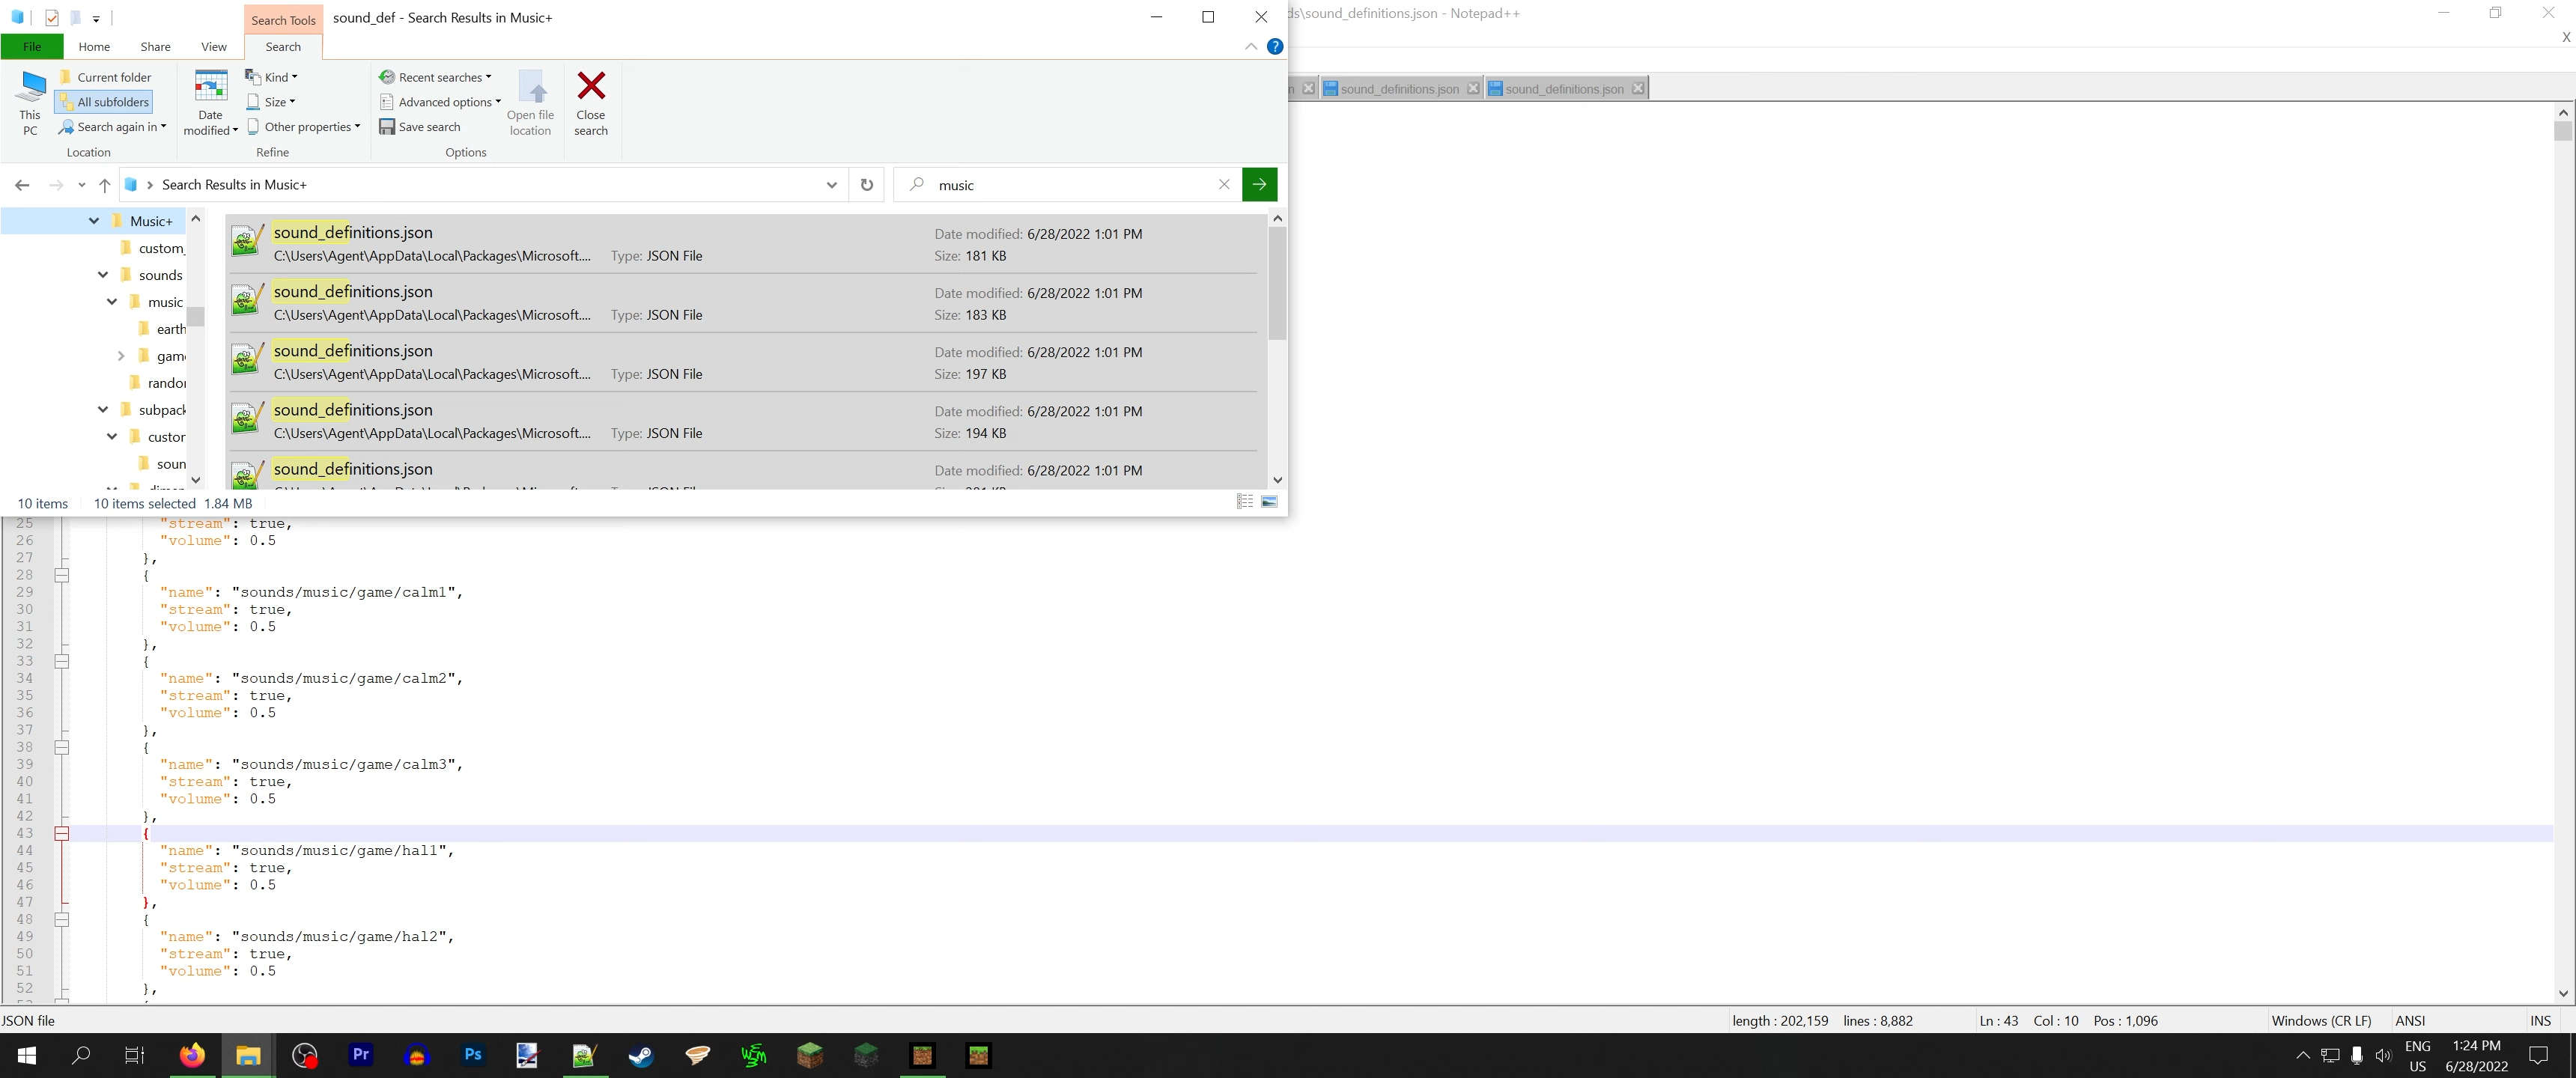 Search Tools
sound_def - Search Results in Music+
ds\sound_definitions.json - Notepad++
File
Home
Share
View
Search
X
This PC
Current folder
All subfolders
Search again in
Location
Date modified
Kind
Size
Other properties
Refine
Recent searches
Advanced options
Save search
Options
Open file location
Close search
n
sound_definitions.json
sound_definitions.json
Search Results in Music+
music
Music+
custom_
sounds
music
earth
game
random
subpack
custom
soun
sound_definitions.json
C:\Users\Agent\AppData\Local\Packages\Microsoft....
Type: JSON File
Date modified: 6/28/2022 1:01 PM
Size: 181 KB
sound_definitions.json
C:\Users\Agent\AppData\Local\Packages\Microsoft....
Type: JSON File
Date modified: 6/28/2022 1:01 PM
Size: 183 KB
sound_definitions.json
C:\Users\Agent\AppData\Local\Packages\Microsoft....
Type: JSON File
Date modified: 6/28/2022 1:01 PM
Size: 197 KB
sound_definitions.json
C:\Users\Agent\AppData\Local\Packages\Microsoft....
Type: JSON File
Date modified: 6/28/2022 1:01 PM
Size: 194 KB
sound_definitions.json
Date modified: 6/28/2022 1:01 PM
10 items
10 items selected 1.84 MB
25 "stream": true,
26 "volume": 0.5
27 },
28 {
29 "name": "sounds/music/game/calm1",
30 "stream": true,
31 "volume": 0.5
32 },
33 {
34 "name": "sounds/music/game/calm2",
35 "stream": true,
36 "volume": 0.5
37 },
38 {
39 "name": "sounds/music/game/calm3",
40 "stream": true,
41 "volume": 0.5
42 },
43 {
44 "name": "sounds/music/game/hal1",
45 "stream": true,
46 "volume": 0.5
47 },
48 {
49 "name": "sounds/music/game/hal2",
50 "stream": true,
51 "volume": 0.5
52 },
JSON file
length : 202,159 lines : 8,882
Ln : 43 Col : 10 Pos : 1,096
Windows (CR LF)
ANSI
INS
Pr
Ps
ENG
US
1:24 PM
6/28/2022